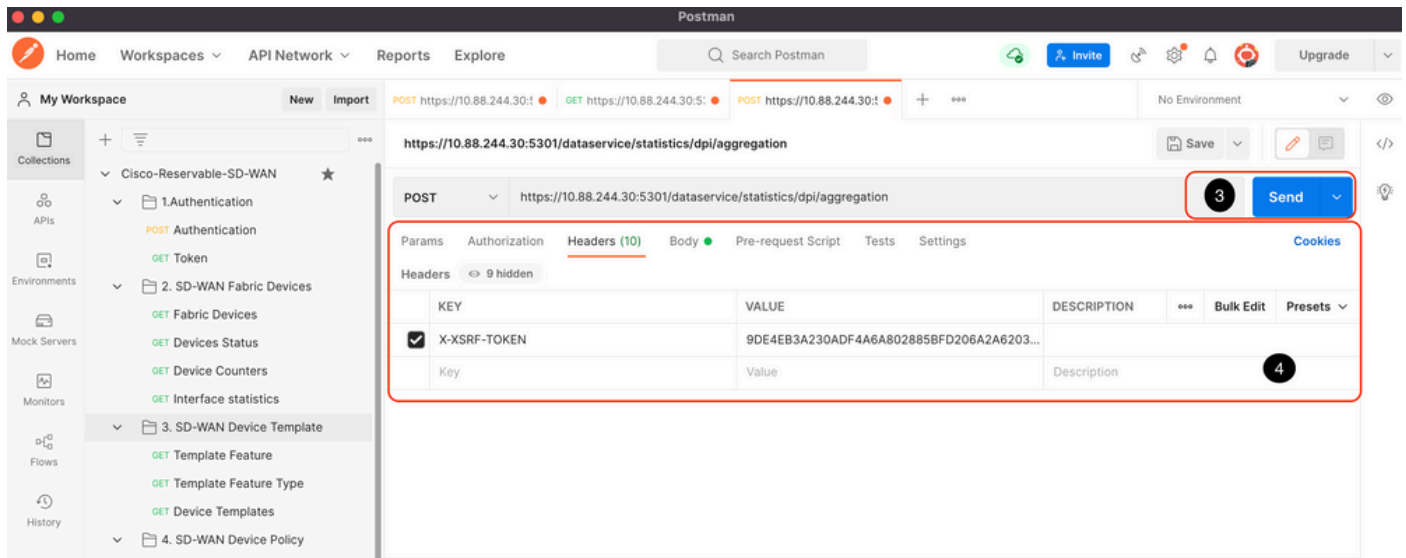 Postman
Home Workspaces API Network Reports Explore Search Postman Invite Upgrade
My Workspace New Import POST https://10.88.244.30:5 GET https://10.88.244.30:5: POST https://10.88.244.30:5 No Environment
Collections
APIs
Environments
Mock Servers
Monitors
Flows
History
Cisco-Reservable-SD-WAN
1.Authentication
POST Authentication
GET Token
2. SD-WAN Fabric Devices
GET Fabric Devices
GET Devices Status
GET Device Counters
GET Interface statistics
3. SD-WAN Device Template
GET Template Feature
GET Template Feature Type
GET Device Templates
4. SD-WAN Device Policy
https://10.88.244.30:5301/dataservice/statistics/dpi/aggregation Save
POST https://10.88.244.30:5301/dataservice/statistics/dpi/aggregation 3 Send
Params Authorization Headers (10) Body Pre-request Script Tests Settings Cookies
Headers 9 hidden
KEY VALUE DESCRIPTION Bulk Edit Presets
X-XSRF-TOKEN 9DE4EB3A230ADF4A6A802885BFD206A2A6203...
Key Value Description 4